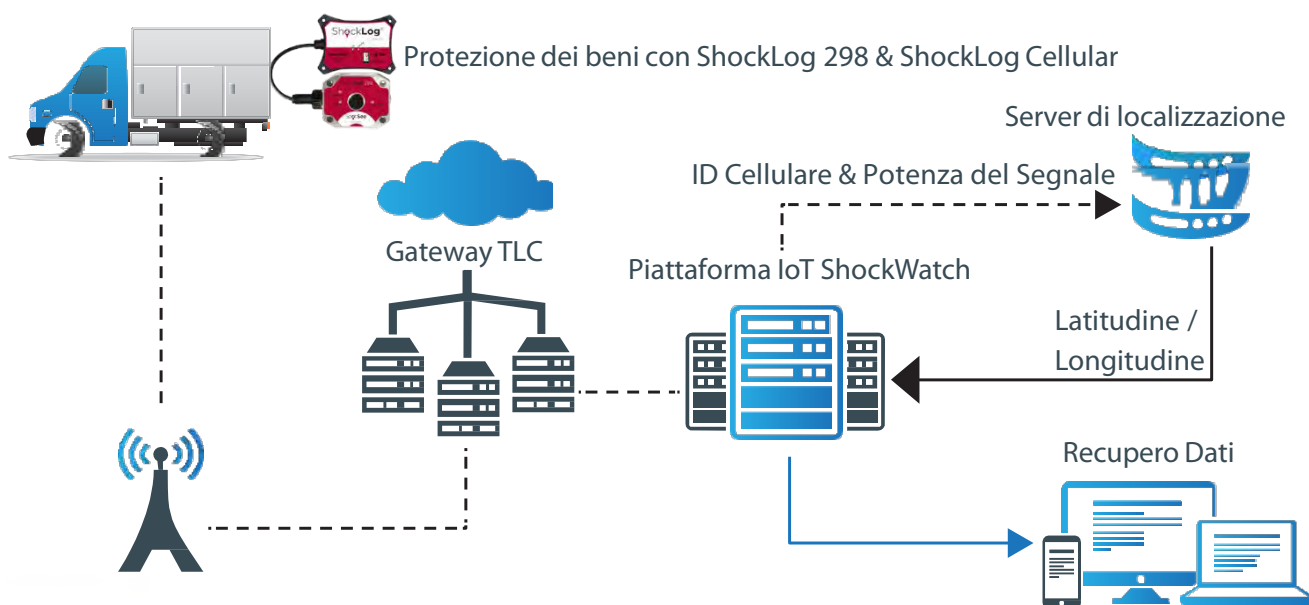 ShockLog
Protezione dei beni con ShockLog 298 & ShockLog Cellular
Server di localizzazione
ID Cellulare & Potenza del Segnale
Gateway TLC
Piattaforma IoT ShockWatch
Latitudine /
Longitudine
Recupero Dati